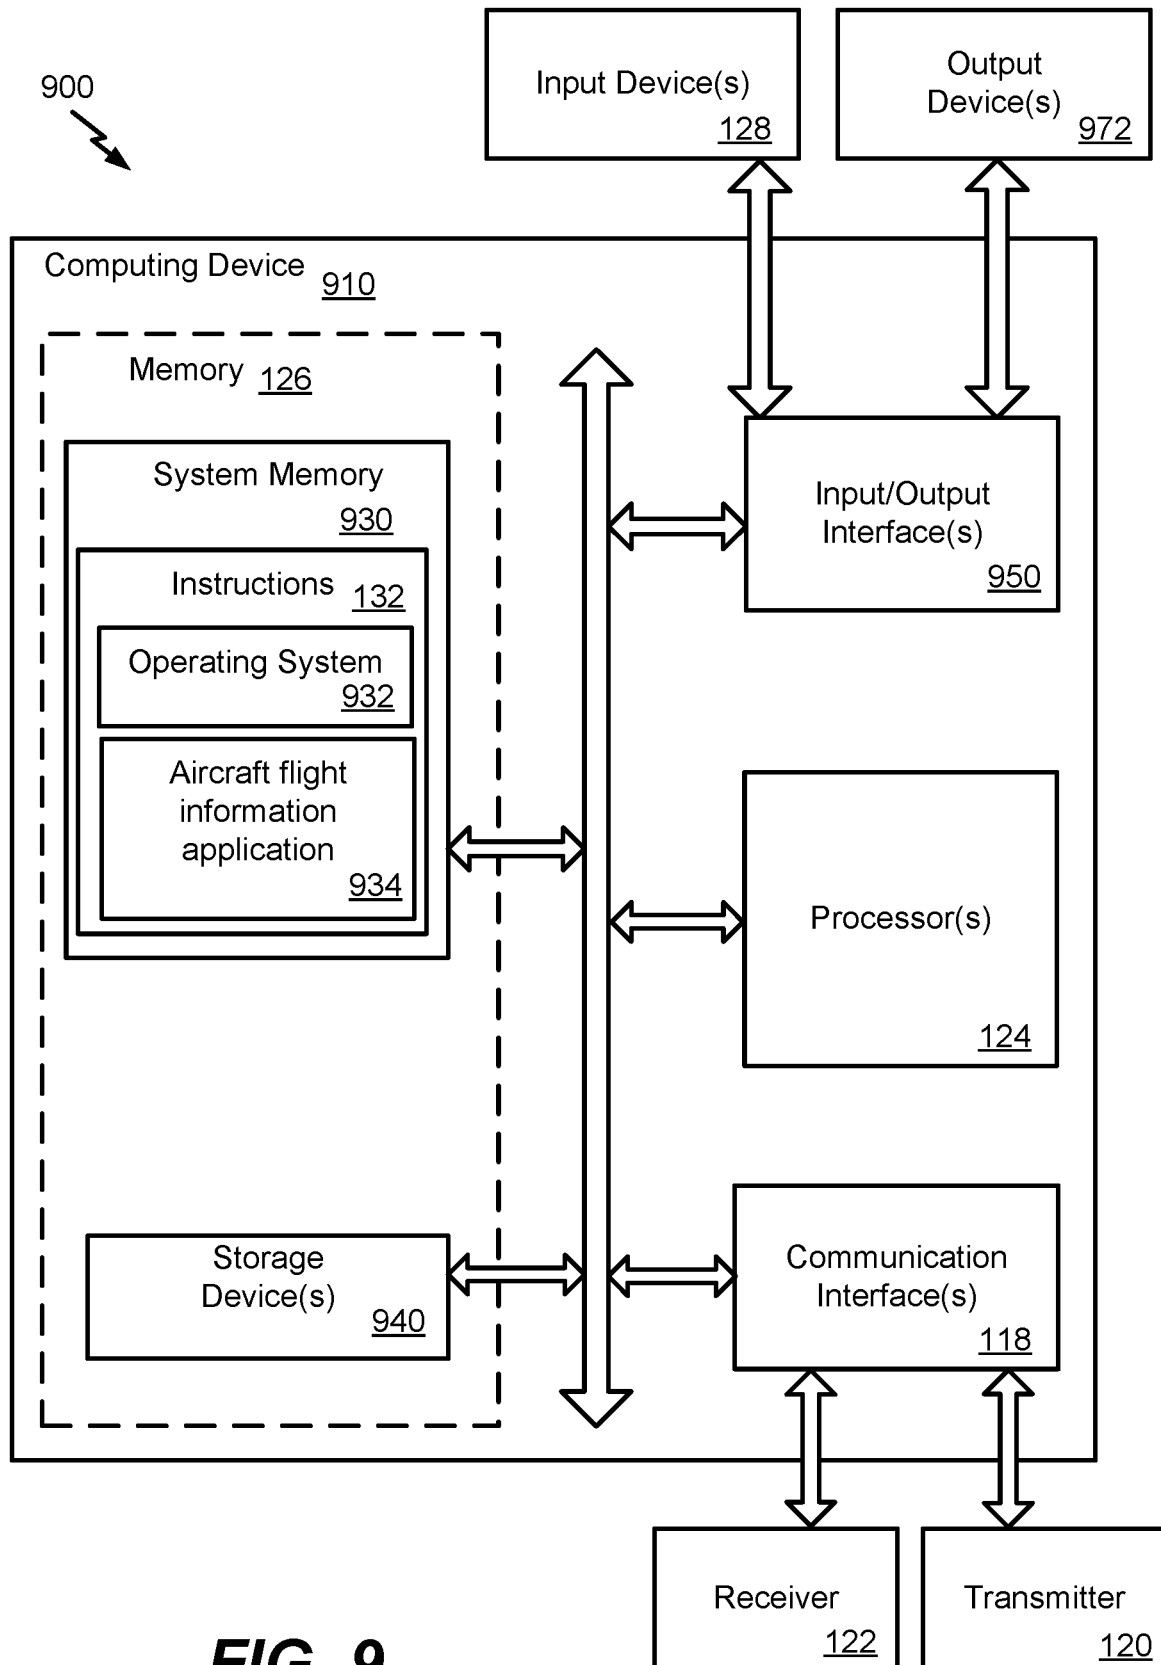 900
Input Device(s)
128
Output
Device(s)
972
Computing Device
910
Memory 126
System Memory
930
Instructions 132
Operating System
932
Aircraft flight
information
application
934
Storage
Device(s)
940
Input/Output
Interface(s)
950
Processor(s)
124
Communication
Interface(s)
118
Receiver
122
Transmitter
120
FIG. 9